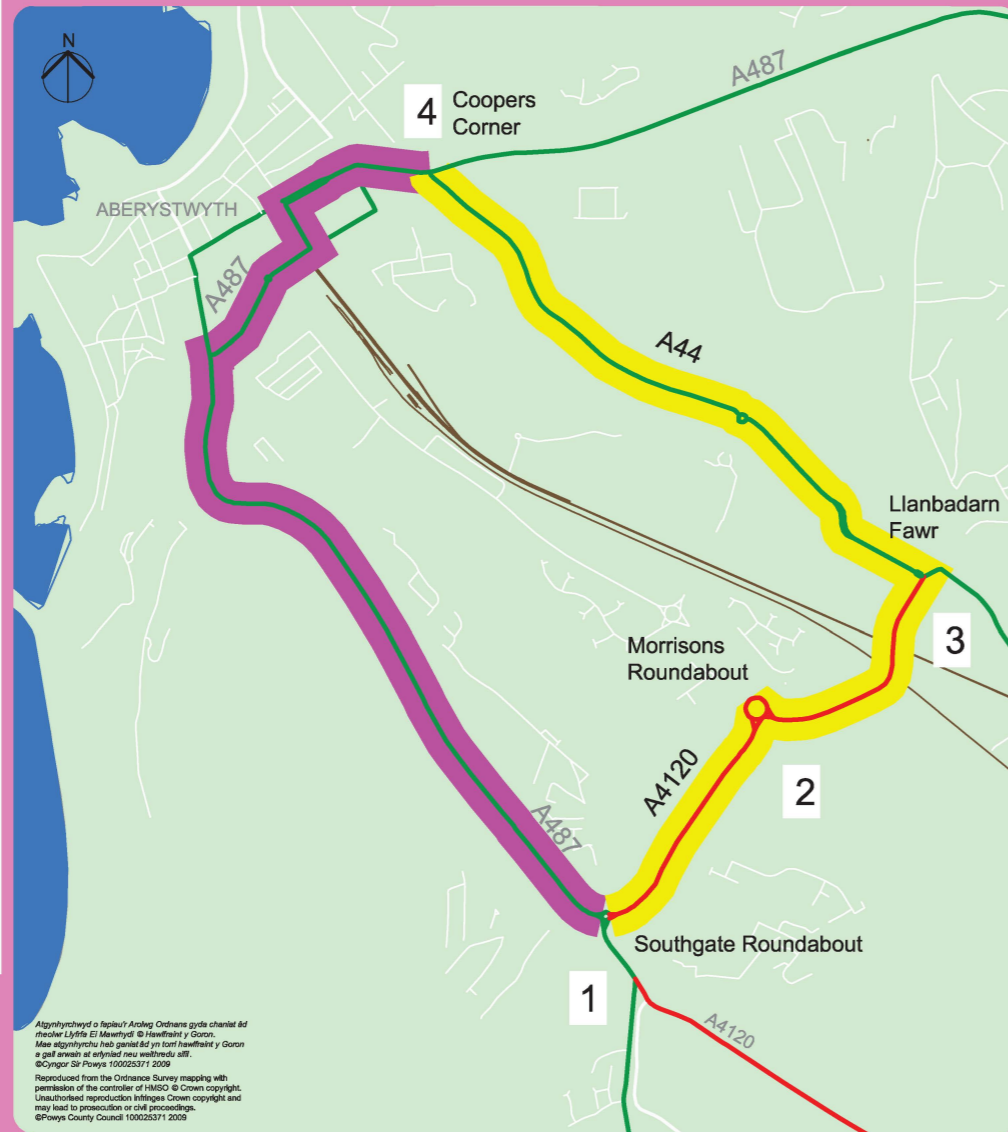 N
A487
4
Coopers
Corner
ABERYSTWYTH
A487
A44
Llanbadarn
Fawr
3
Morrisons
Roundabout
A4120
2
A487
Southgate Roundabout
1
A4120
Atgynhyrchwyd o fapiau'r Arolwg Ordnans gyda chaniatâd
rheolwr Llyfrfa Ei Mawrhydi © Hawlfraint y Goron.
Mae atgynhyrchu heb ganiatâd yn torri hawlfraint y Goron
a gall arwain at erlyniad neu weithredu sifil.
©Cyngor Sir Powys 100025371 2009
Reproduced from the Ordnance Survey mapping with
permission of the controller of HMSO © Crown copyright.
Unauthorised reproduction infringes Crown copyright and
may lead to prosecution or civil proceedings.
©Powys County Council 100025371 2009